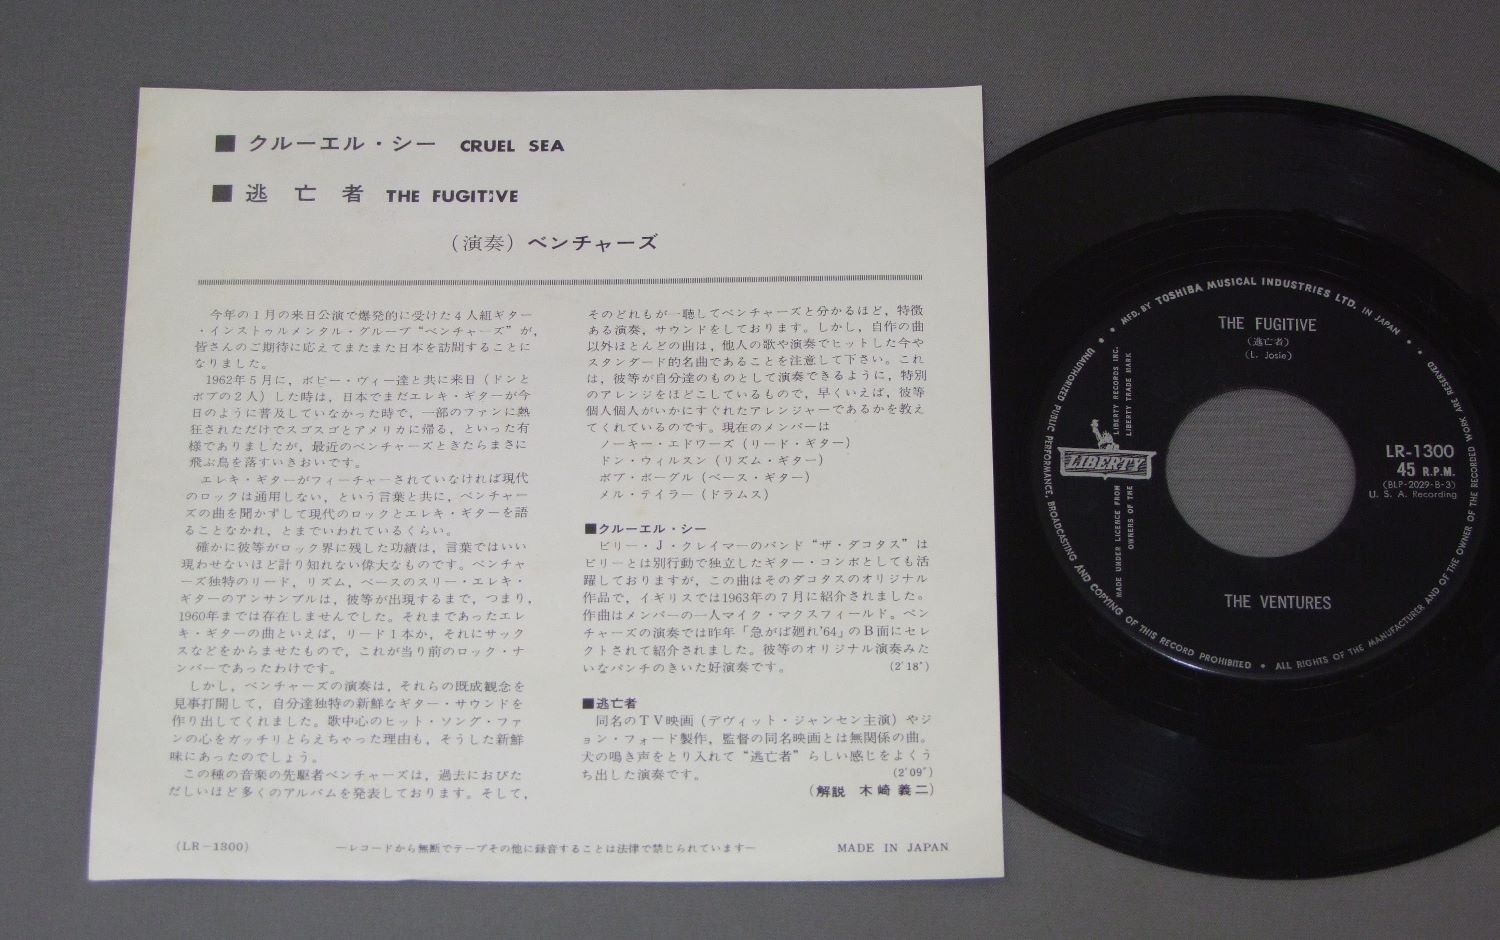 ■ クルーエル・シー CRUEL SEA
■ 逃亡者 THE FUGITIVE
(演奏) ベンチャーズ
今年の1月の来日公演で爆発的に受けた4人組ギター
・インストゥルメンタル・グループ“ベンチャーズ”が,
皆さんのご期待に応えてまたまた日本を訪問することに
なりました。
1962年5月に,ボビー・ヴィー達と共に来日(ドンと
ボブの2人)した時は,日本でまだエレキ・ギターが今
日のように普及していなかった時で,一部のファンに熱
狂されただけでスゴスゴとアメリカに帰る,といった有
様でありましたが,最近のベンチャーズときたらまさに
飛ぶ鳥を落すいきおいです。
エレキ・ギターがフィーチャーされていなければ現代
のロックは通用しない,という言葉と共に,ベンチャー
ズの曲を聞かずして現代のロックとエレキ・ギターを語
ることなかれ,とまでいわれているくらい。
確かに彼等がロック界に残した功績は,言葉ではいい
現わせないほど計り知れない偉大なものです。ベンチャ
ーズ独特のリード,リズム,ベースのスリー・エレキ・
ギターのアンサンブルは,彼等が出現するまで,つまり,
1960年までは存在しませんでした。それまであったエレ
キ・ギターの曲といえば,リード1本か,それにサック
スなどをからませたもので,これが当り前のロック・ナ
ンバーであったわけです。
しかし,ベンチャーズの演奏は,それらの既成観念を
見事打開して,自分達独特の新鮮なギター・サウンドを
作り出してくれました。歌中心のヒット・ソング・ファ
ンの心をガッチリとらえちゃった理由も,そうした新鮮
味にあったのでしょう。
この種の音楽の先駆者ベンチャーズは,過去におびた
だしいほど多くのアルバムを発表しております。そして,
そのどれもが一聴してベンチャーズと分かるほど,特徴
ある演奏,サウンドをしております。しかし,自作の曲
以外ほとんどの曲は,他人の歌や演奏でヒットした今や
スタンダード的名曲であることを注意して下さい。これ
は,彼等が自分達のものとして演奏できるように,特別
のアレンジをほどこしているもので,早くいえば,彼等
個人個人がいかにすぐれたアレンジャーであるかを教え
てくれているのです。現在のメンバーは
ノーキー・エドワーズ(リード・ギター)
ドン・ウィルスン(リズム・ギター)
ボブ・ボーグル(ベース・ギター)
メル・テイラー(ドラムス)
■クルーエル・シー
ビリー・J・クレイマーのバンド“ザ・ダコタス”は
ビリーとは別行動で独立したギター・コンボとしても活
躍しておりますが,この曲はそのダコタスのオリジナル
作品で,イギリスでは1963年の7月に紹介されました。
作曲はメンバーの一人マイク・マクスフィールド。ベン
チャーズの演奏では昨年「急がば廻れ'64」のB面にセレ
クトされて紹介されました。彼等のオリジナル演奏みた
いなパンチのきいた好演奏です。 (2′18″)
■逃亡者
同名のTV映画(デヴィット・ジャンセン主演)やジ
ョン・フォード製作,監督の同名映画とは無関係の曲。
犬の鳴き声をとり入れて“逃亡者”らしい感じをよくう
ち出した演奏です。 (2′09″)
(解説 木崎義二)
(LR-1300) —レコードから無断でテープその他に録音することは法律で禁じられています— MADE IN JAPAN
MFD. BY TOSHIBA MUSICAL INDUSTRIES LTD. IN JAPAN
THE FUGITIVE
(逃亡者)
(L. Josie)
LIBERTY
MADE UNDER LICENCE FROM LIBERTY RECORDS INC.
OWNERS OF THE LIBERTY TRADE MARK
LR-1300
45 R.P.M.
(BLP-2029-B-3)
U. S. A. Recording
THE VENTURES
UNAUTHORIZED PUBLIC PERFORMANCE, BROADCASTING AND COPYING OF THIS RECORD PROHIBITED • ALL RIGHTS OF THE MANUFACTURER AND OF THE OWNER OF THE RECORDED WORK ARE RESERVED